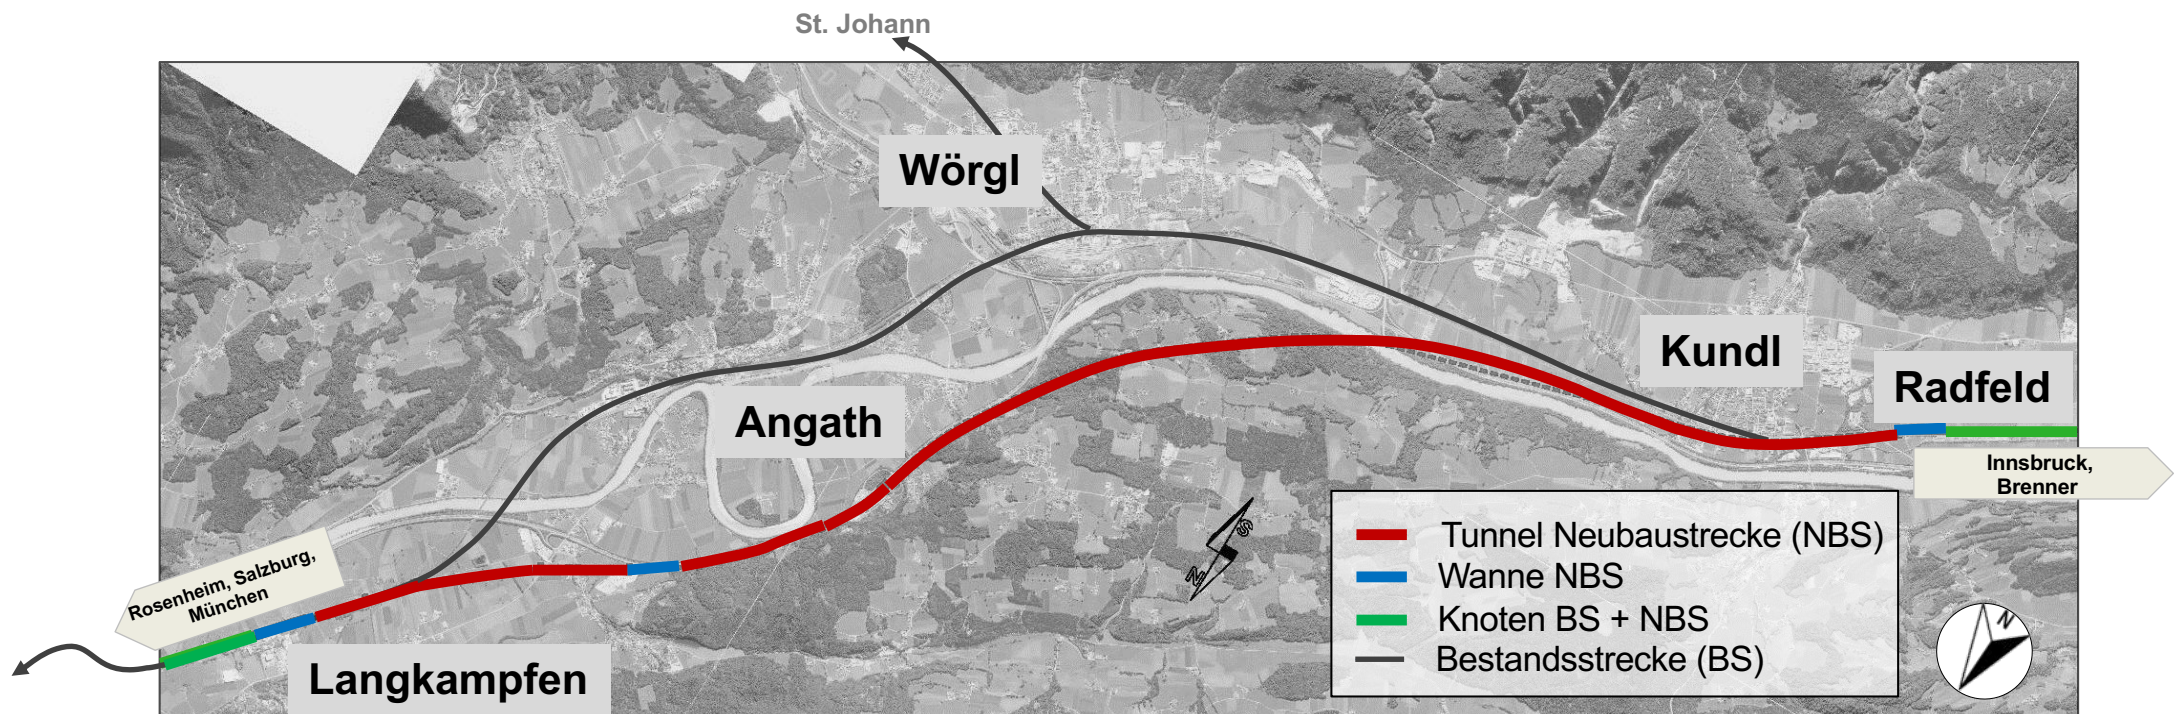 St. Johann
Wörgl
Kundl
Radfeld
Angath
Innsbruck,
Brenner
Rosenheim, Salzburg,
München
Langkampfen
Tunnel Neubaustrecke (NBS)
Wanne NBS
Knoten BS + NBS
Bestandsstrecke (BS)
S
N
N